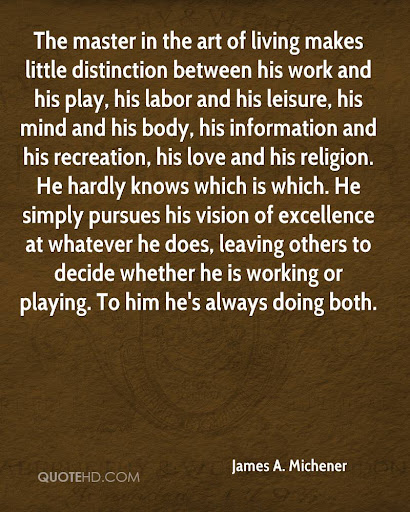 The master in the art of living makes
little distinction between his work and
his play, his labor and his leisure, his
mind and his body, his information and
his recreation, his love and his religion.
He hardly knows which is which. He
simply pursues his vision of excellence
at whatever he does, leaving others to
decide whether he is working or
playing. To him he's always doing both.
James A. Michener
QUOTEHD.COM